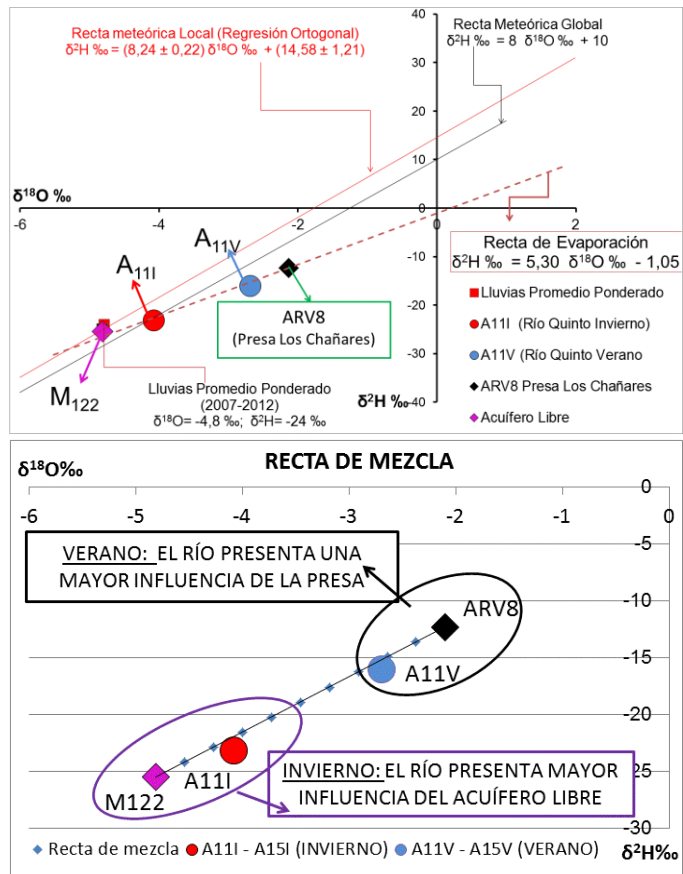 Recta meteórica Local (Regresión Ortogonal)
δ²H ‰ = (8,24 ± 0,22) δ¹⁸O ‰ + (14,58 ± 1,21)
Recta Meteórica Global
δ²H ‰ = 8 δ¹⁸O ‰ + 10
40
30
20
10
0
-10
-20
-30
-40
δ¹⁸O ‰
-6
-4
-2
0
2
A₁₁V
A₁₁I
M₁₂₂
ARV8
(Presa Los Chañares)
Recta de Evaporación
δ²H ‰ = 5,30 δ¹⁸O ‰ - 1,05
Lluvias Promedio Ponderado
A11I (Río Quinto Invierno)
A11V (Río Quinto Verano
ARV8 Presa Los Chañares
Acuífero Libre
Lluvias Promedio Ponderado
(2007-2012)
δ¹⁸O= -4,8 ‰; δ²H= -24 ‰
δ²H ‰
δ¹⁸O‰
RECTA DE MEZCLA
-6
-5
-4
-3
-2
-1
0
0
-5
-10
-15
-20
-25
-30
VERANO: EL RÍO PRESENTA UNA
MAYOR INFLUENCIA DE LA PRESA
ARV8
A11V
A11I
M122
INVIERNO: EL RÍO PRESENTA MAYOR
INFLUENCIA DEL ACUÍFERO LIBRE
Recta de mezcla
A11I - A15I (INVIERNO)
A11V - A15V (VERANO)
δ²H‰